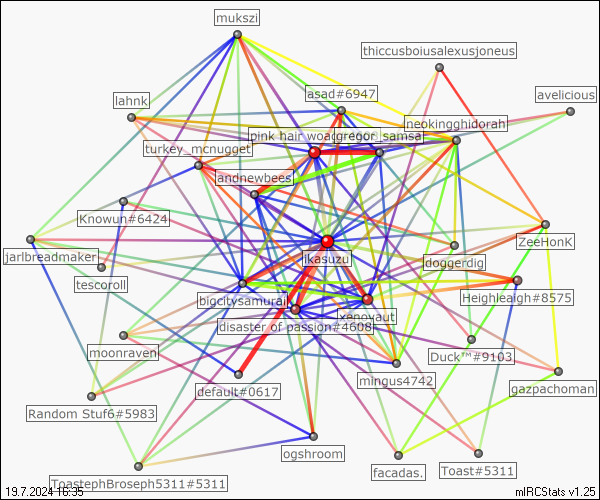 mukszi
thiccusboiusalexusjoneus
asad#6947
avelicious
lahnk
neokingghidorah
pink hair woa
gregor_samsa
turkey_mcnugget
andnewbees
Knowun#6424
ZeeHonK
jarlbreadmaker
jkasuzu
doggerdig
tescoroll
bigcitysamurai
Heighleaigh#8575
xenovaut
disaster of passion#4608
moonraven
Duck™#9103
mingus4742
default#0617
gazpachoman
Random Stuf6#5983
ogshroom
facadas.
Toast#5311
ToastephBroseph5311#5311
19.7.2024 16:35
mIRCStats v1.25